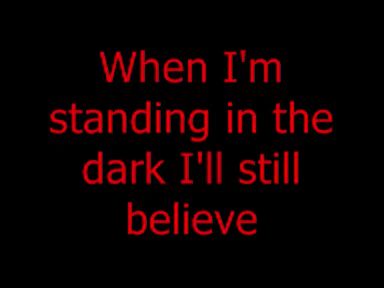 When I'm
standing in the
dark I'll still
believe